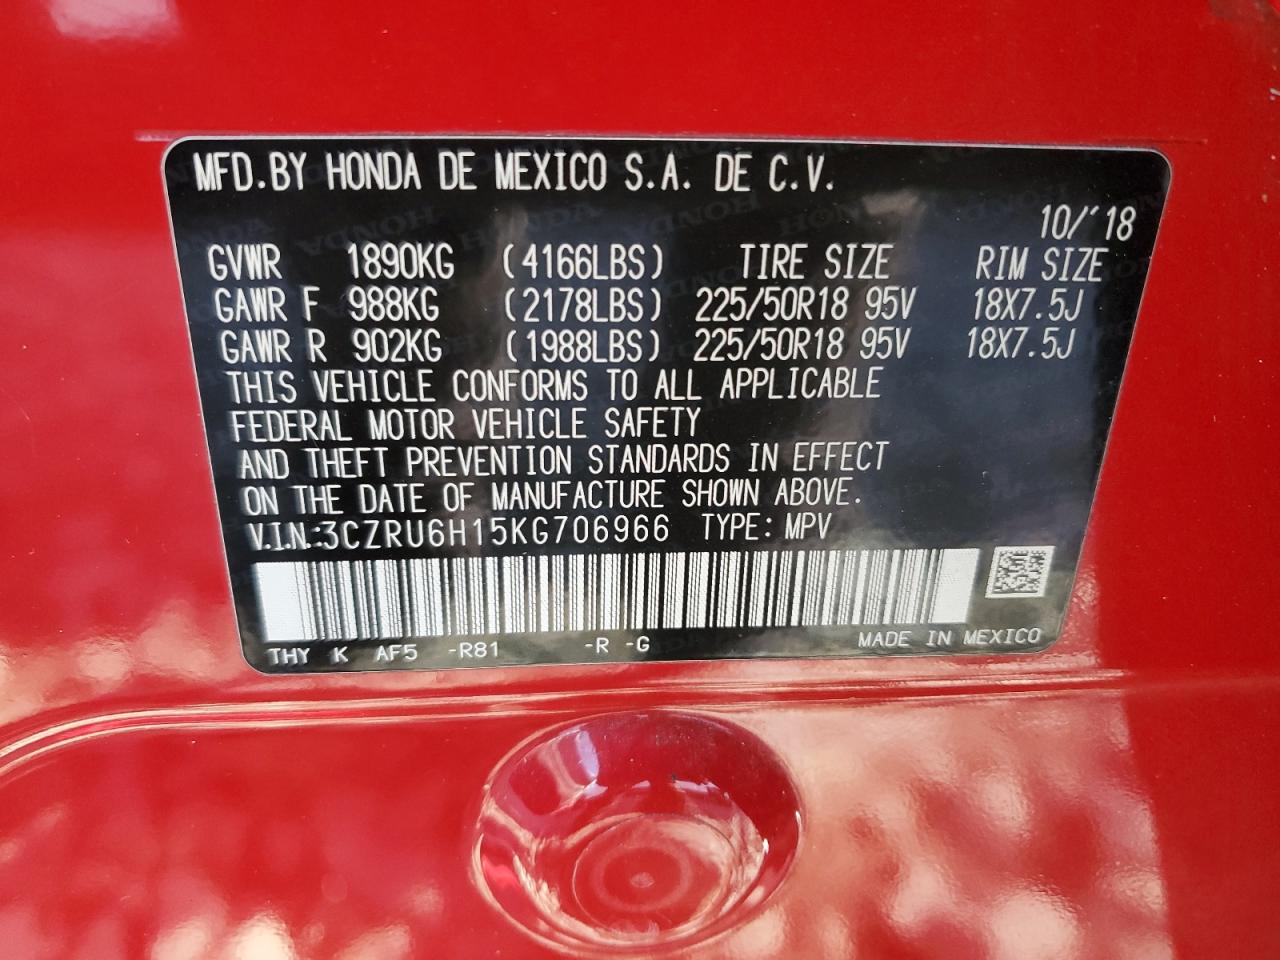 MFD.BY HONDA DE MEXICO S.A. DE C.V.
10/'18
GVWR 1890KG (4166LBS) TIRE SIZE RIM SIZE
GAWR F 988KG (2178LBS) 225/50R18 95V 18X7.5J
GAWR R 902KG (1988LBS) 225/50R18 95V 18X7.5J
THIS VEHICLE CONFORMS TO ALL APPLICABLE
FEDERAL MOTOR VEHICLE SAFETY
AND THEFT PREVENTION STANDARDS IN EFFECT
ON THE DATE OF MANUFACTURE SHOWN ABOVE.
V.I.N.:3CZRU6H15KG706966 TYPE: MPV
THY K AF5 -R81 -R -G MADE IN MEXICO